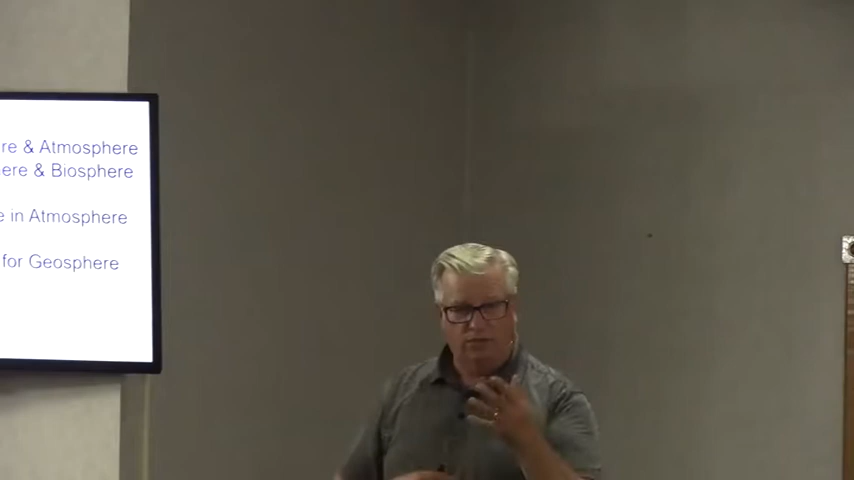 re & Atmosphere
ere & Biosphere
e in Atmosphere
for Geosphere